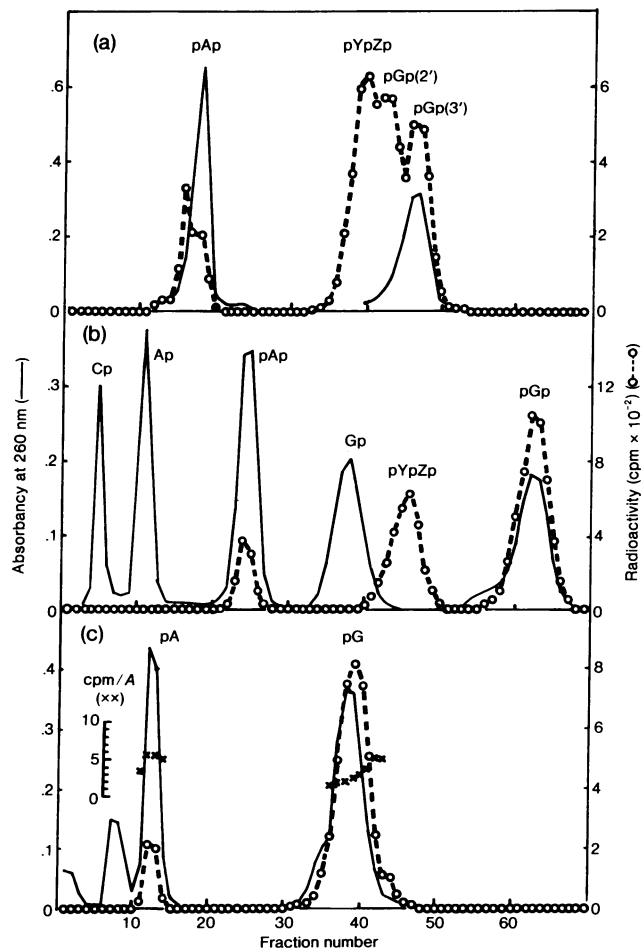 (a)
pAp
pYpZp
pGp(2′)
pGp(3′)
.6
.4
.2
0
6
4
2
0
(b)
Cp
Ap
pAp
Gp
pYpZp
pGp
.3
.2
.1
0
12
8
4
0
(c)
pA
pG
cpm/A
(××)
10
5
0
.4
.3
.2
.1
0
8
6
4
2
0
10
20
30
40
50
60
Fraction number
Absorbancy at 260 nm (—)
Radioactivity (cpm × 10⁻²) (o---o)